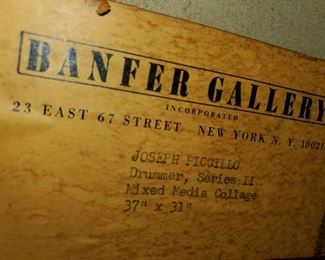 BANFER GALLERY
INCORPORATED
23 EAST 67 STREET NEW YORK N. Y. 10021
JOSEPH PICCILLO
Drummer, Series II
Mixed Media Collage
37" x 31"